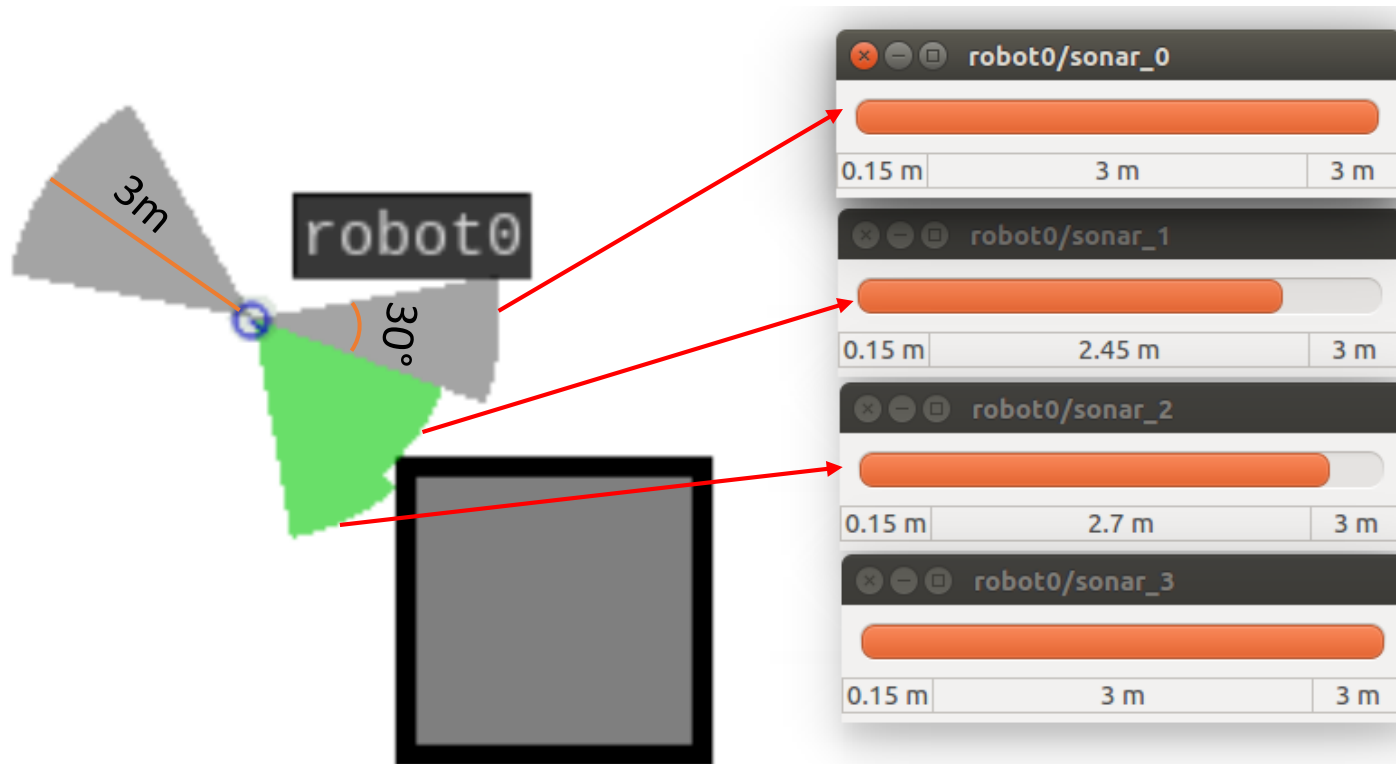 3m
robot0
30°
robot0/sonar_0
0.15 m 3 m 3 m
robot0/sonar_1
0.15 m 2.45 m 3 m
robot0/sonar_2
0.15 m 2.7 m 3 m
robot0/sonar_3
0.15 m 3 m 3 m